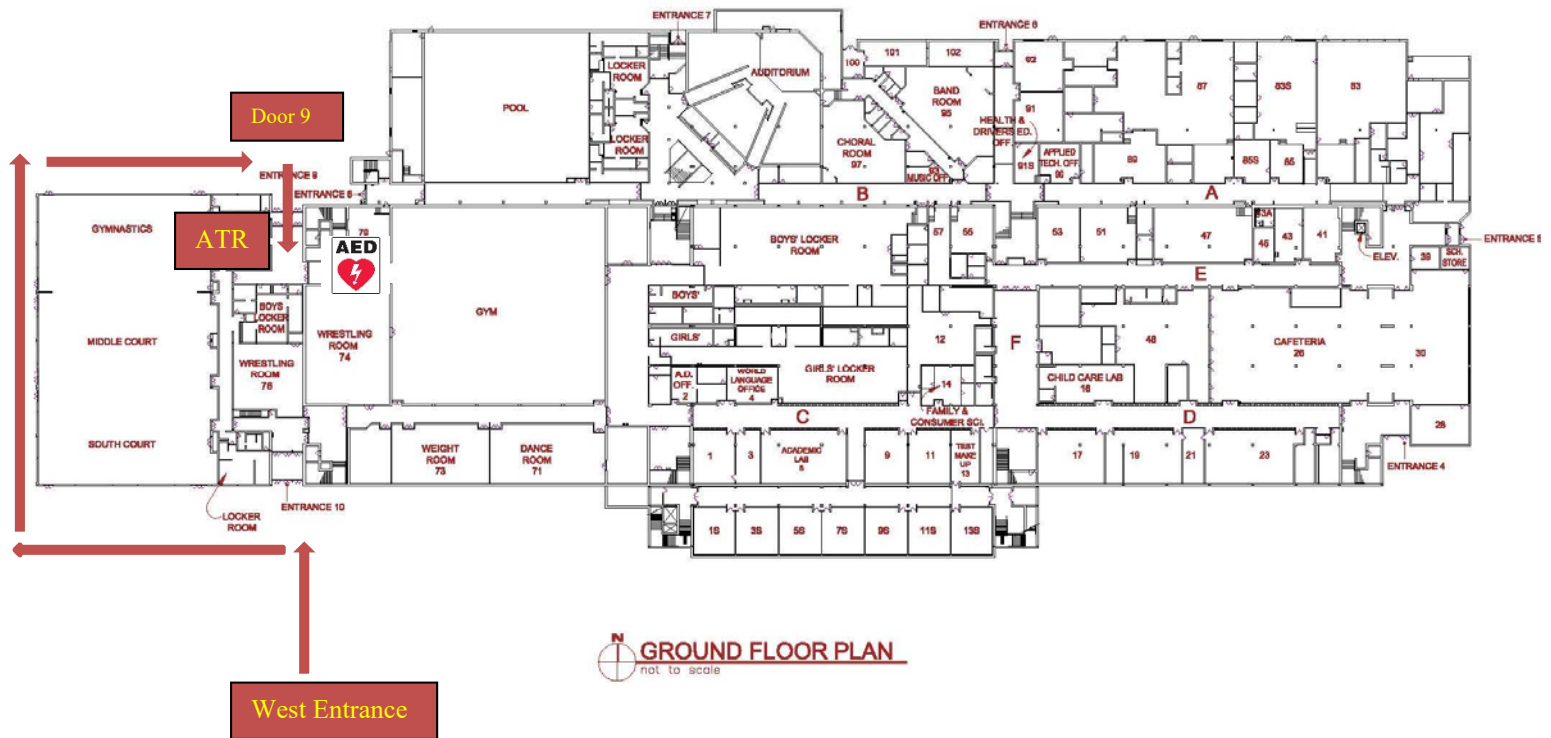 ENTRANCE 7
ENTRANCE 6
101
102
100
92
LOCKER
ROOM
AUDITORIUM
87
83S
83
POOL
BAND
ROOM
95
91
Door 9
HEALTH &
DRIVERS ED.
OFF.
LOCKER
ROOM
CHORAL
ROOM
97
APPLIED
TECH. OFF.
89
85S
85
91S
93
MUSIC OFF.
ENTRANCE 9
ENTRANCE 8
B
A
ATR
GYMNASTICS
79
AED
BOYS' LOCKER
ROOM
57
55
53
51
47
53A
45
43
41
ENTRANCE 5
ELEV.
39
SCH.
STORE
E
BOYS
LOCKER
ROOM
BOYS'
GYM
MIDDLE COURT
WRESTLING
ROOM
74
GIRLS'
12
F
48
CAFETERIA
26
30
WRESTLING
ROOM
76
A.D.
OFF.
2
WORLD
LANGUAGE
OFFICE
4
GIRLS' LOCKER
ROOM
14
CHILD CARE LAB
16
FAMILY &
CONSUMER SCI.
C
D
SOUTH COURT
WEIGHT
ROOM
73
DANCE
ROOM
71
1
3
ACADEMIC
LAB
5
9
11
TEST
MAKE
UP
13
17
19
21
23
28
ENTRANCE 4
LOCKER
ROOM
ENTRANCE 10
1S
3S
5S
7S
9S
11S
13S
N
GROUND FLOOR PLAN
not to scale
West Entrance